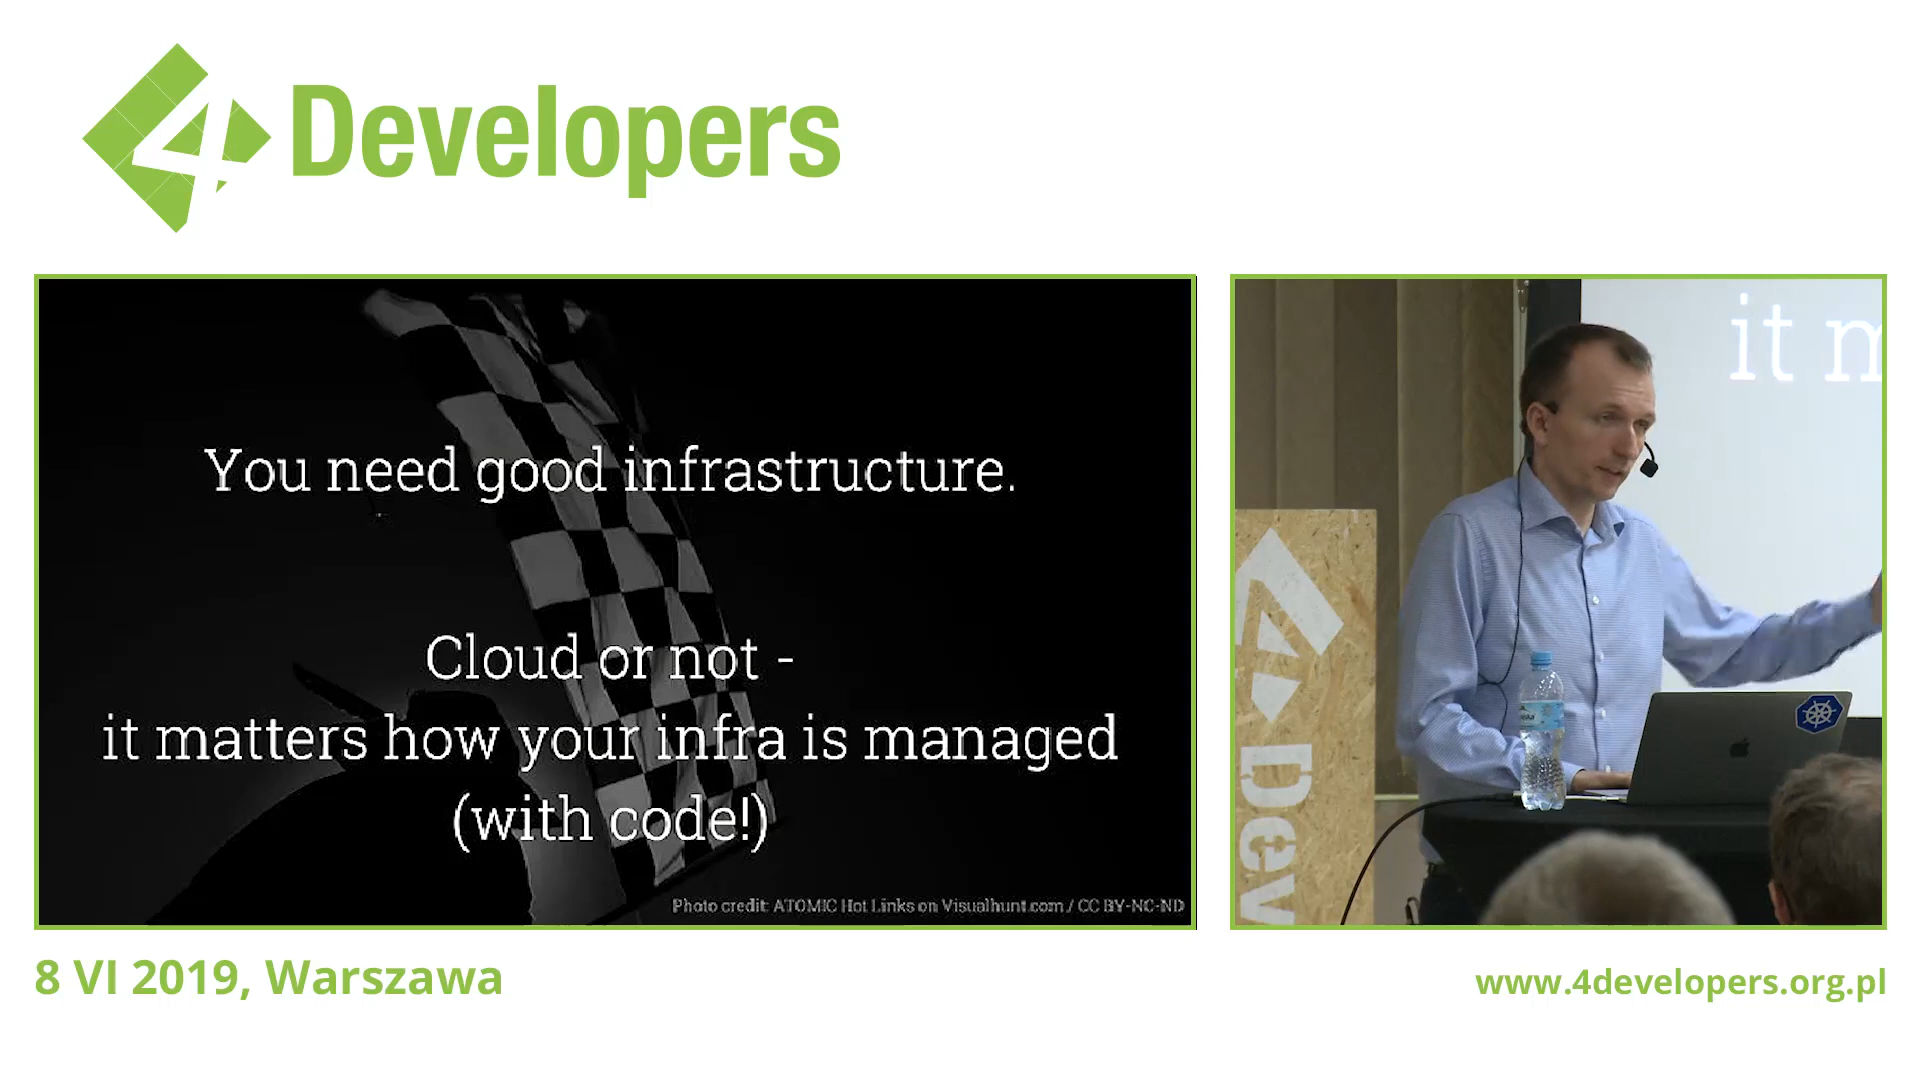 4Developers
You need good infrastructure.
Cloud or not -
it matters how your infra is managed
(with code!)
Photo credit: ATOMIC Hot Links on Visualhunt.com / CC BY-NC-ND
it m
4Dev
8 VI 2019, Warszawa
www.4developers.org.pl